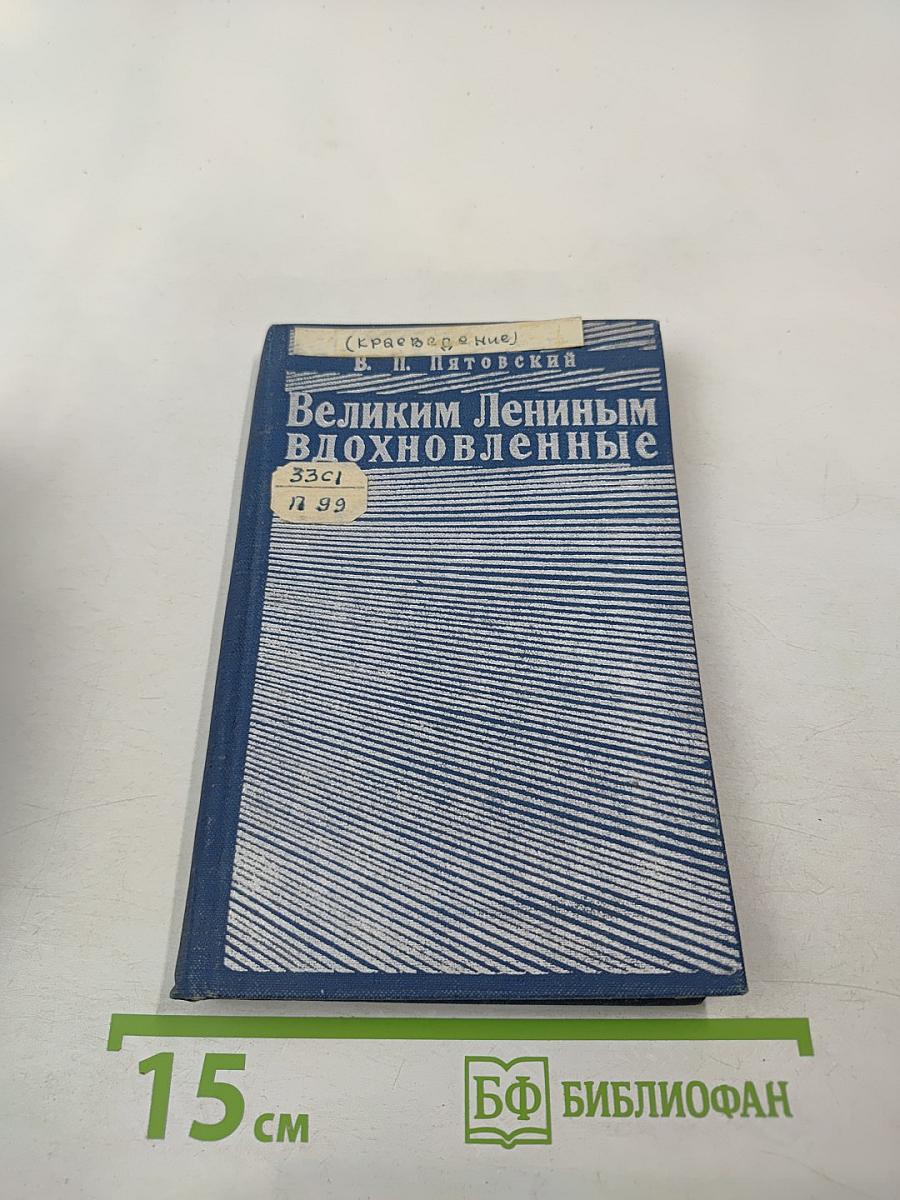 (краеведение)
В. П. Пятовский
Великим Лениным
вдохновленные
33с1
П 99
15 см
БФ БИБЛИОФАН